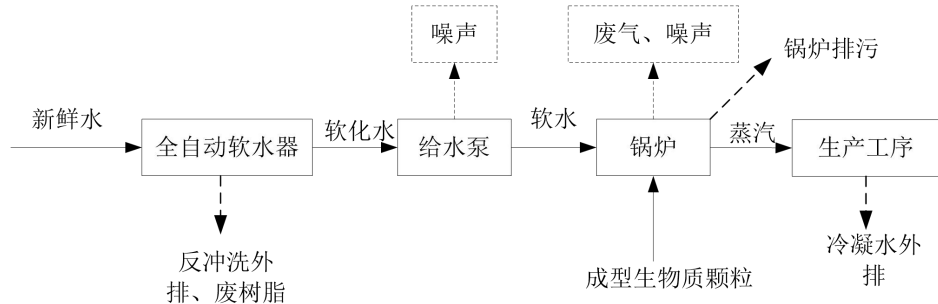 噪声
废气、噪声
锅炉排污
新鲜水
全自动软水器
软化水
给水泵
软水
锅炉
蒸汽
生产工序
反冲洗外
排、废树脂
成型生物质颗粒
冷凝水外
排